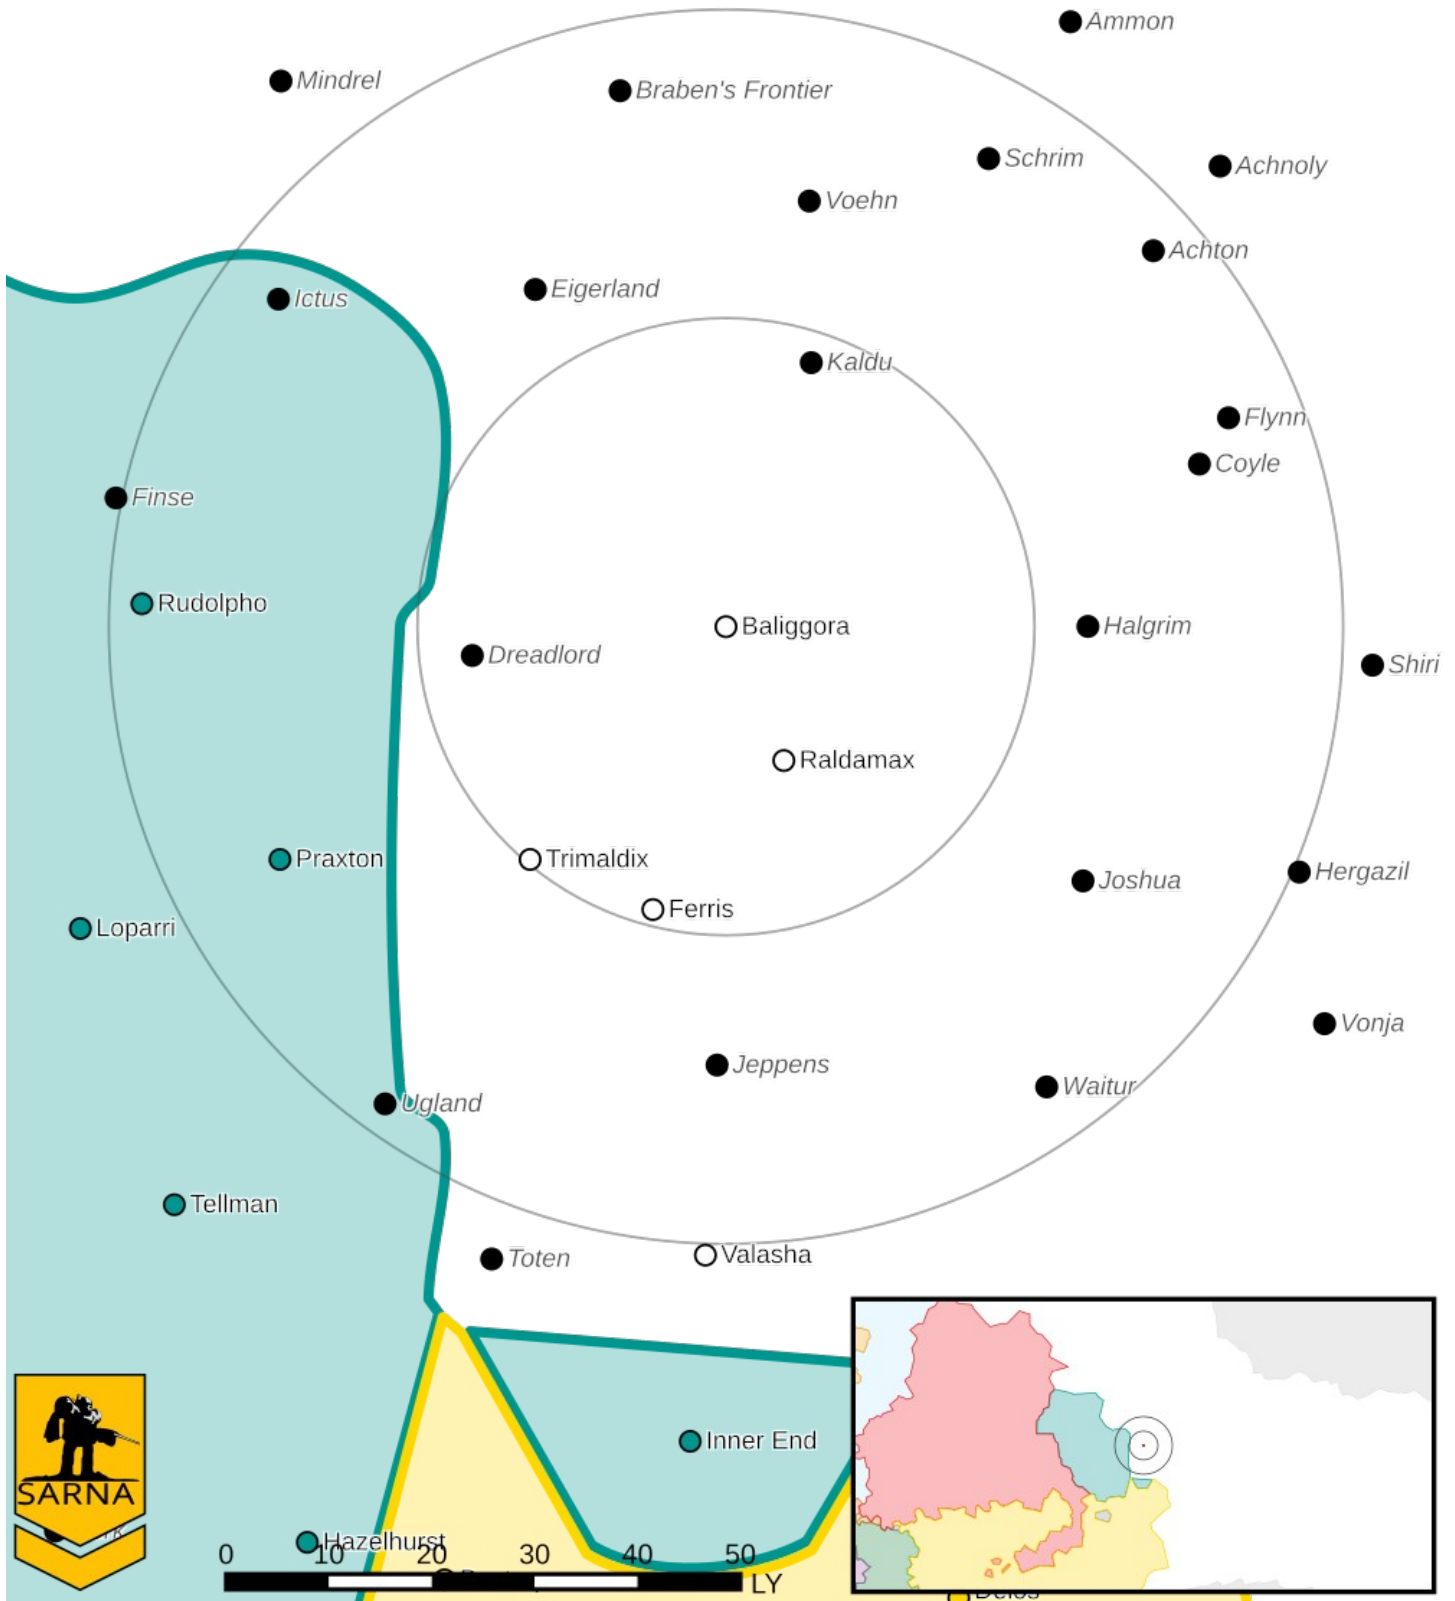 Ammon
Mindrel
Braben's Frontier
Schrim
Achnoly
Voehn
Achton
Eigerland
Ictus
Kaldu
Flynn
Coyle
Finse
Rudolpho
Baliggora
Halgrim
Dreadlord
Shiri
Raldamax
Praxton
Trimaldix
Hergazil
Joshua
Ferris
Loparri
Vonja
Jeppens
Waitur
Ugland
Tellman
Valasha
Toten
Inner End
SARNA
Hazelhurst
0 10 20 30 40 50
LY
Delos